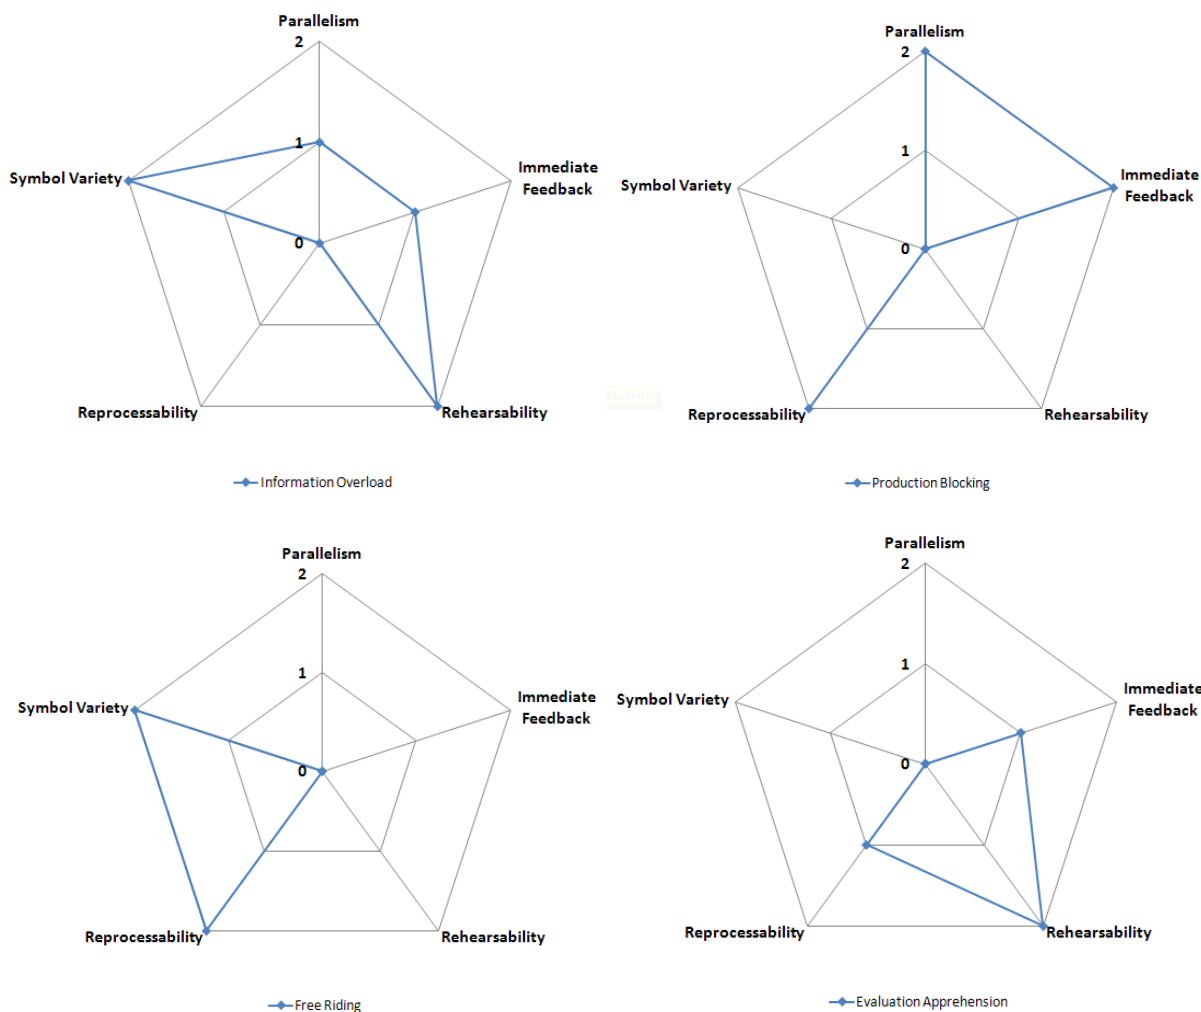 Parallelism
2
1
0
Symbol Variety
Immediate
Feedback
Reprocessability
Rehearsability
Information Overload
Parallelism
2
1
0
Symbol Variety
Immediate
Feedback
Reprocessability
Rehearsability
Production Blocking
Parallelism
2
1
0
Symbol Variety
Immediate
Feedback
Reprocessability
Rehearsability
Free Riding
Parallelism
2
1
0
Symbol Variety
Immediate
Feedback
Reprocessability
Rehearsability
Evaluation Apprehension